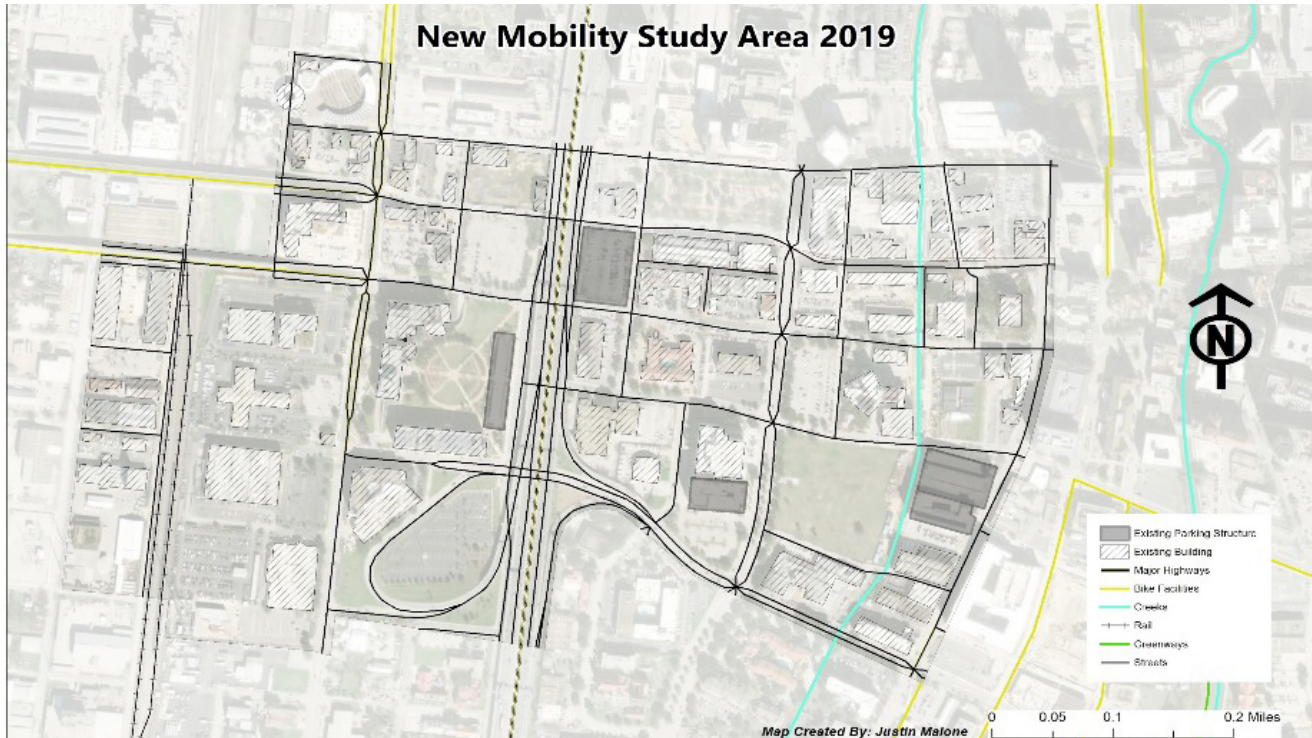 New Mobility Study Area 2019
N
Existing Parking Structure
Existing Building
Major Highways
Bike Facilities
Creeks
Rail
Greenways
Streets
0 0.05 0.1 0.2 Miles
Map Created By: Justin Malone